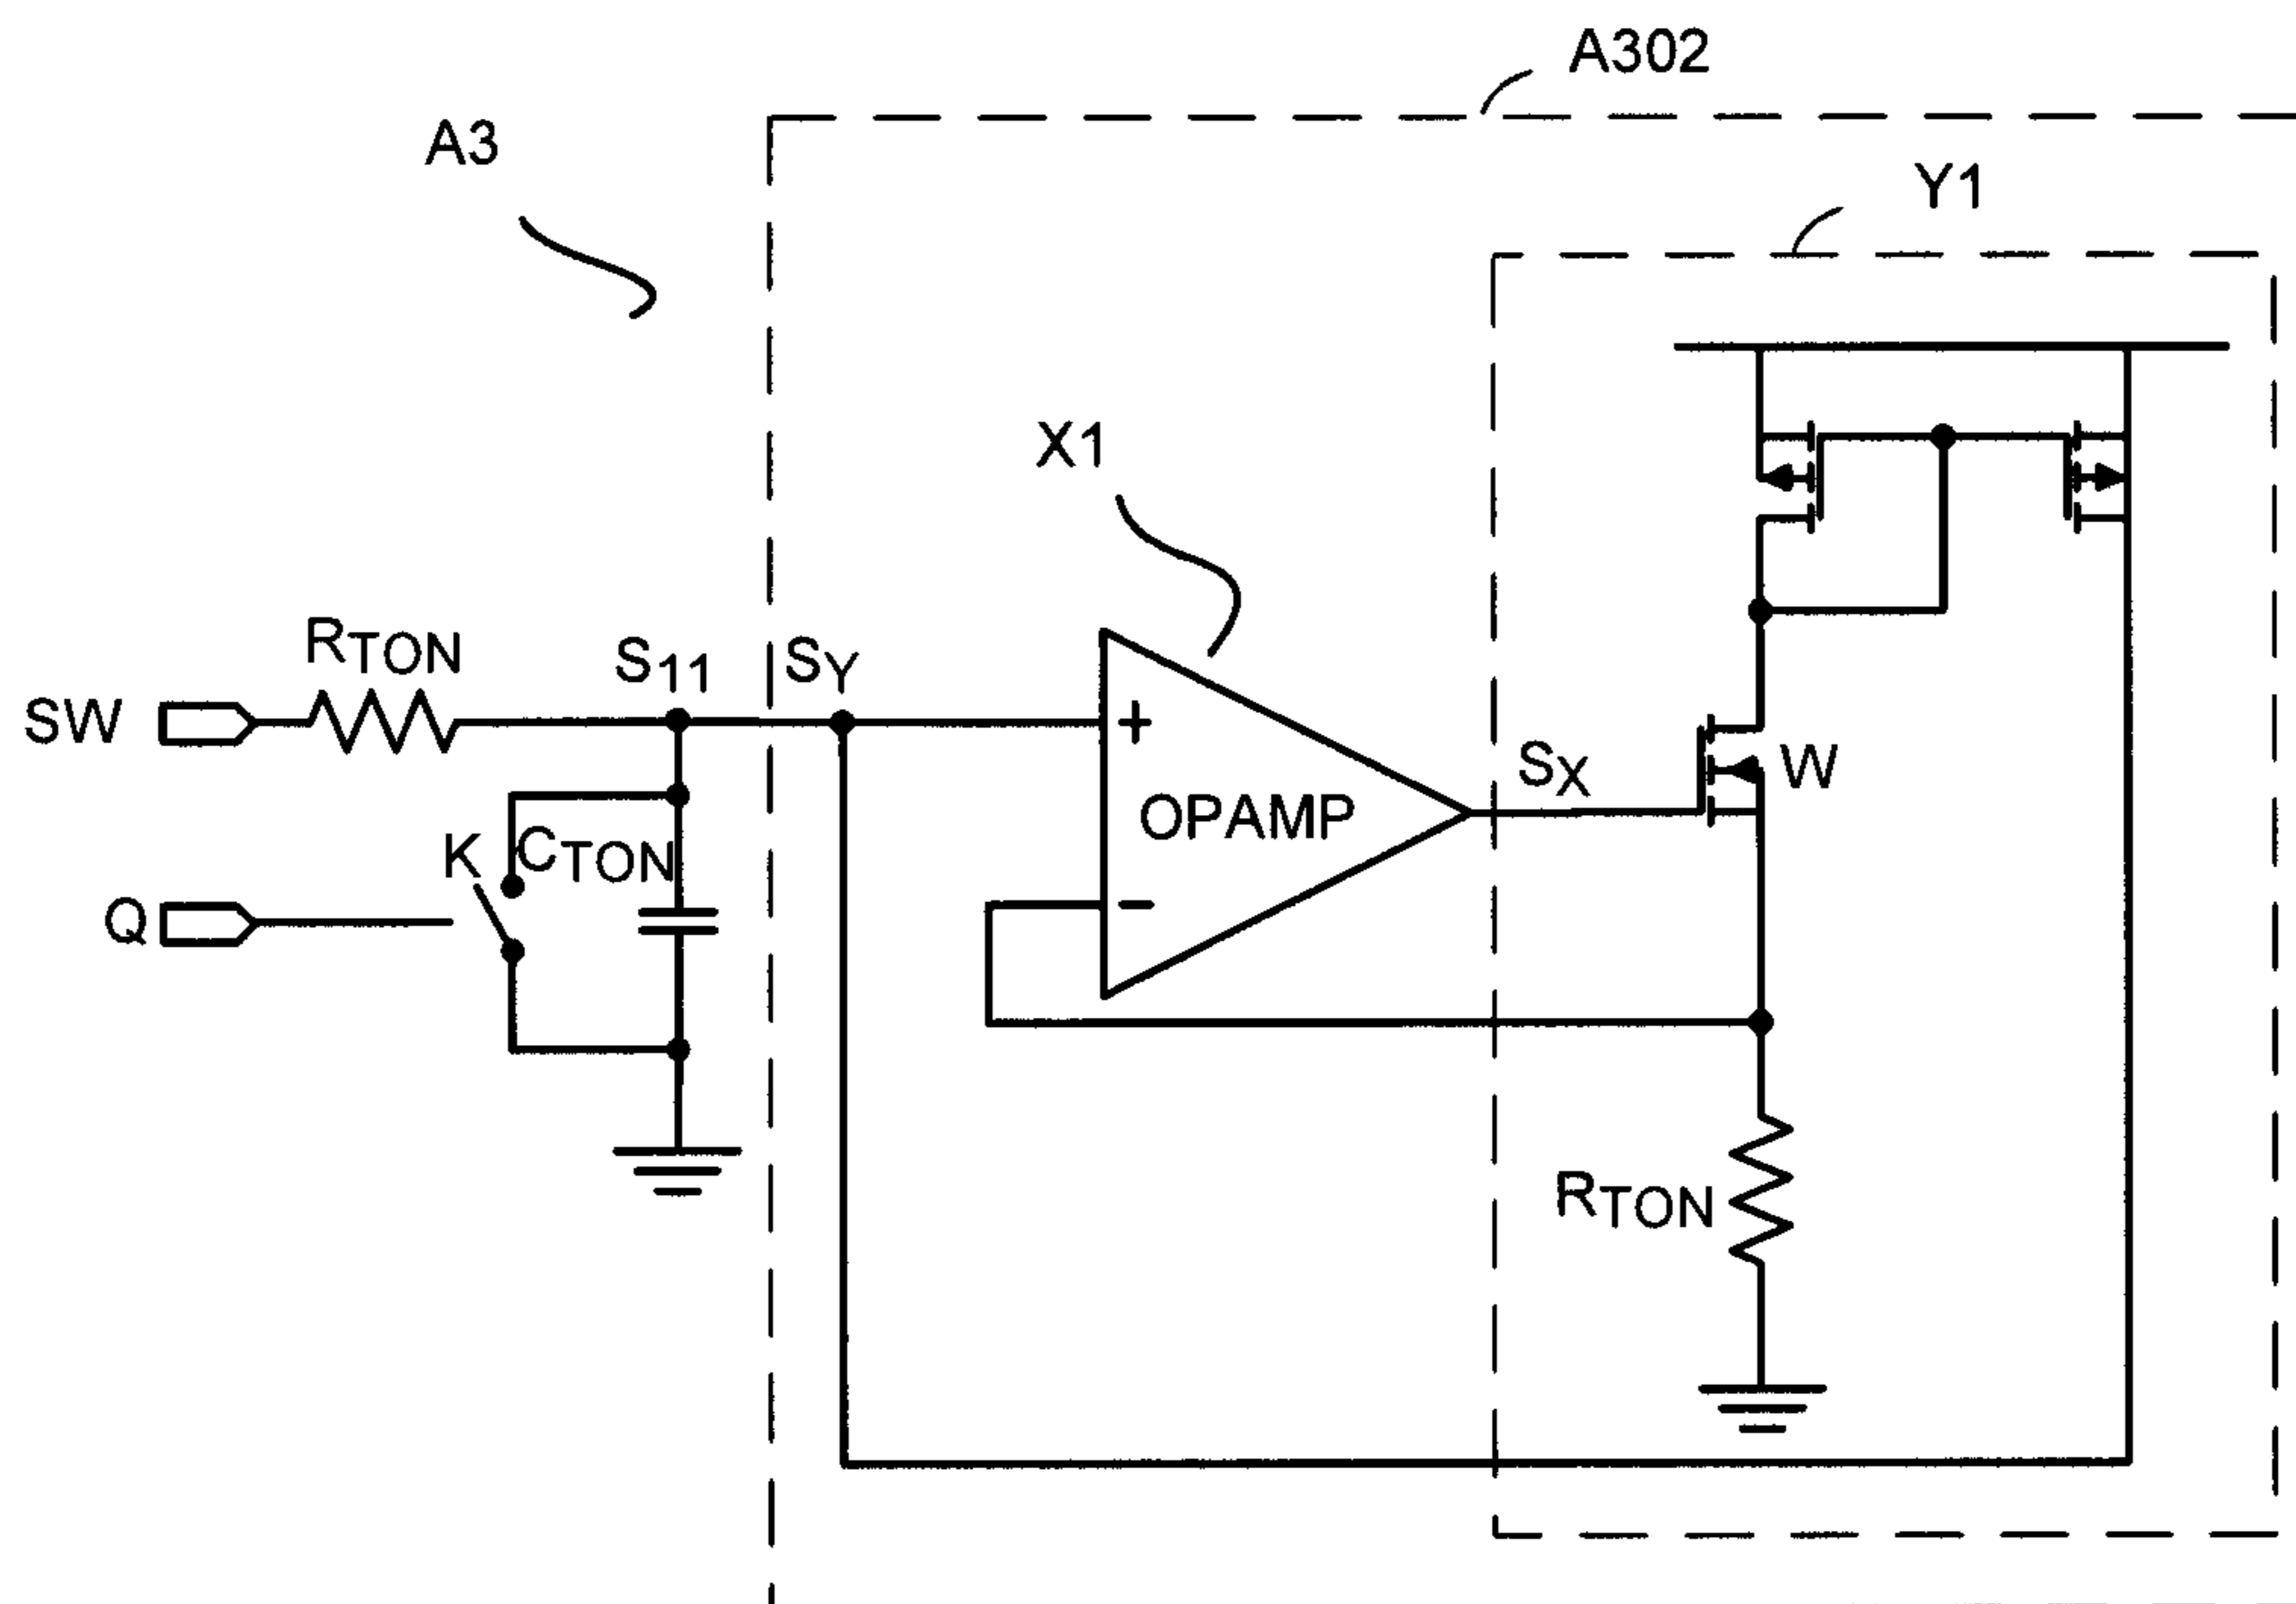 A302
A3
Y1
X1
RTON
S11
SY
SW
+
SX
W
OPAMP
K
CTON
Q
−
RTON